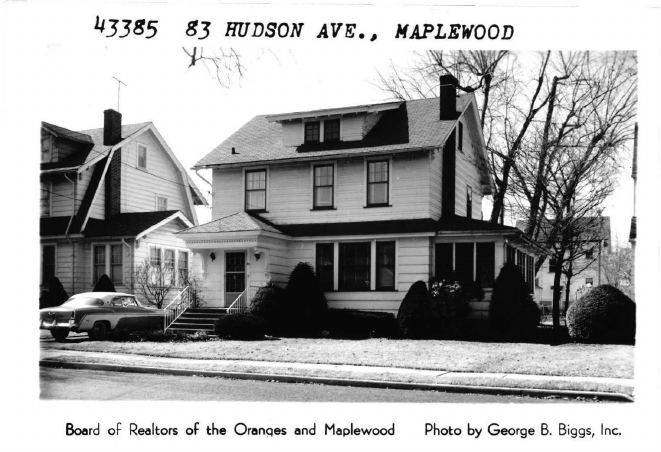 43385 83 HUDSON AVE., MAPLEWOOD
Board of Realtors of the Oranges and Maplewood Photo by George B. Biggs, Inc.